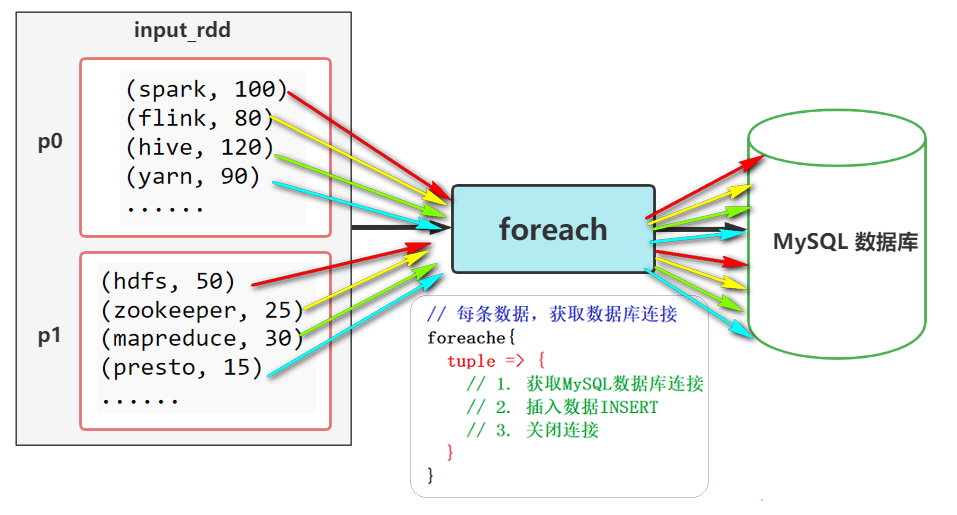 input_rdd
p0
(spark, 100)
(flink, 80)
(hive, 120)
(yarn, 90)
......
p1
(hdfs, 50)
(zookeeper, 25)
(mapreduce, 30)
(presto, 15)
......
foreach
// 每条数据，获取数据库连接
foreache{
tuple => {
// 1. 获取MySQL数据库连接
// 2. 插入数据INSERT
// 3. 关闭连接
}
}
MySQL 数据库